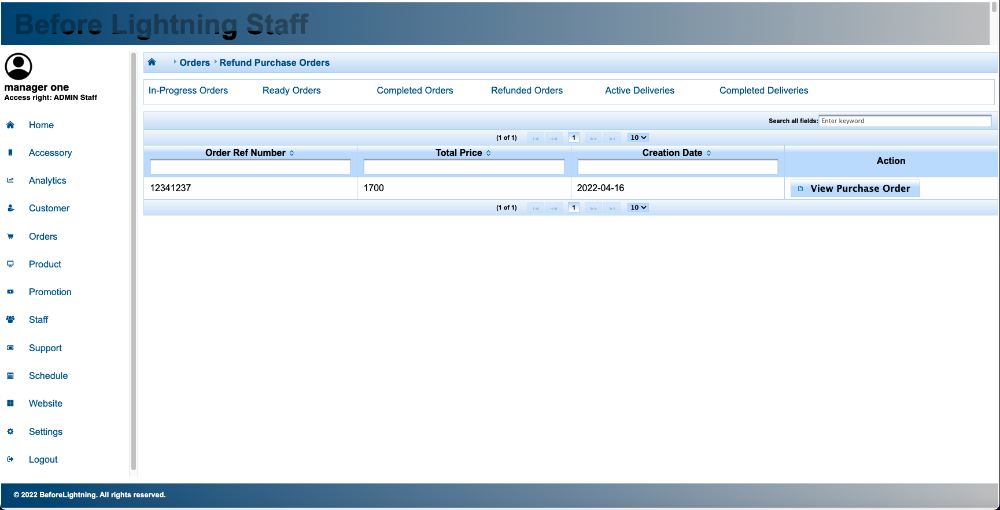 Before Lightning Staff
manager one
Access right: ADMIN Staff
Home
Accessory
Analytics
Customer
Orders
Product
Promotion
Staff
Support
Schedule
Website
Settings
Logout
Orders Refund Purchase Orders
In-Progress Orders Ready Orders Completed Orders Refunded Orders Active Deliveries Completed Deliveries
Search all fields: Enter keyword
(1 of 1) 1 10
Order Ref Number Total Price Creation Date Action
12341237 1700 2022-04-16 View Purchase Order
(1 of 1) 1 10
© 2022 BeforeLightning. All rights reserved.